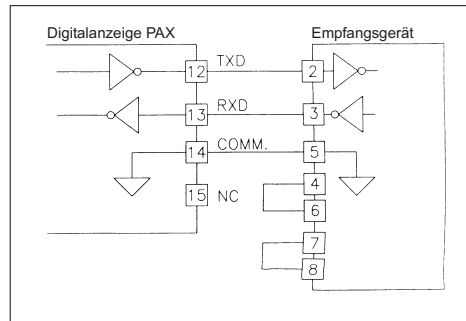 Digitalanzeige PAX Empfangsgerät
12 TXD 2
13 RXD 3
14 COMM. 5
4
15 NC
6
7
8